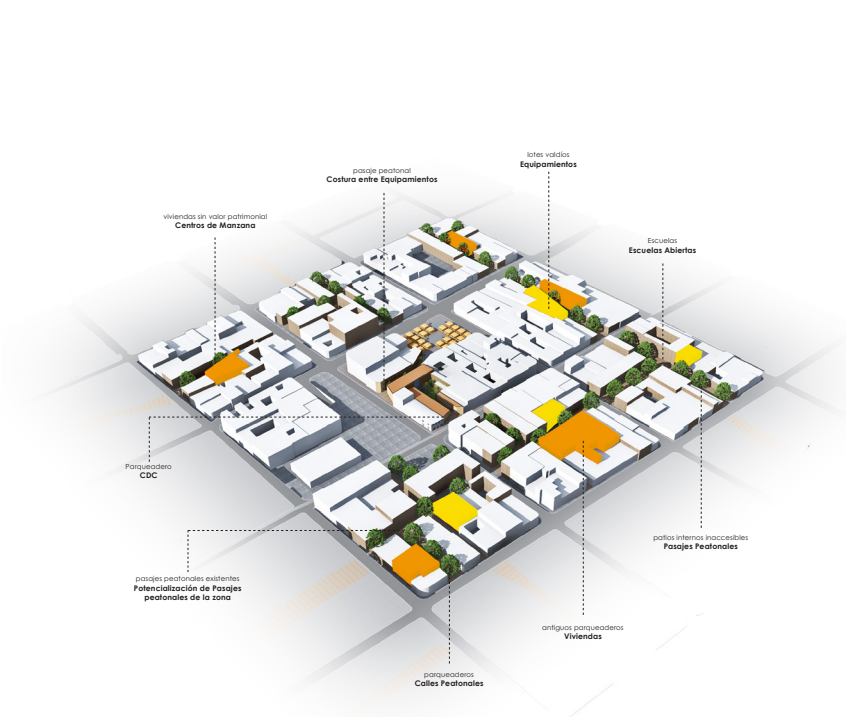 lotes valdíos
Equipamientos
pasaje peatonal
Costura entre Equipamientos
viviendas sin valor patrimonial
Centros de Manzana
Escuelas
Escuelas Abiertas
Parqueadero
CDC
patios internos inaccesibles
Pasajes Peatonales
pasajes peatonales existentes
Potencialización de Pasajes
peatonales de la zona
antiguos parqueaderos
Viviendas
parqueaderos
Calles Peatonales